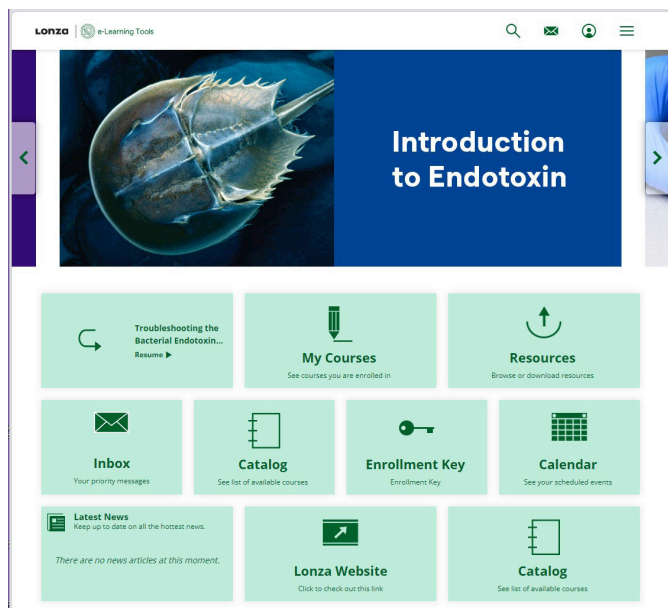 Lonza e-Learning Tools
Introduction
to Endotoxin
Troubleshooting the
Bacterial Endotoxin...
Resume
My Courses
See courses you are enrolled in
Resources
Browse or download resources
Inbox
Your priority messages
Catalog
See list of available courses
Enrollment Key
Enrollment Key
Calendar
See your scheduled events
Latest News
Keep up to date on all the hottest news.
There are no news articles at this moment.
Lonza Website
Click to check out this link
Catalog
See list of available courses